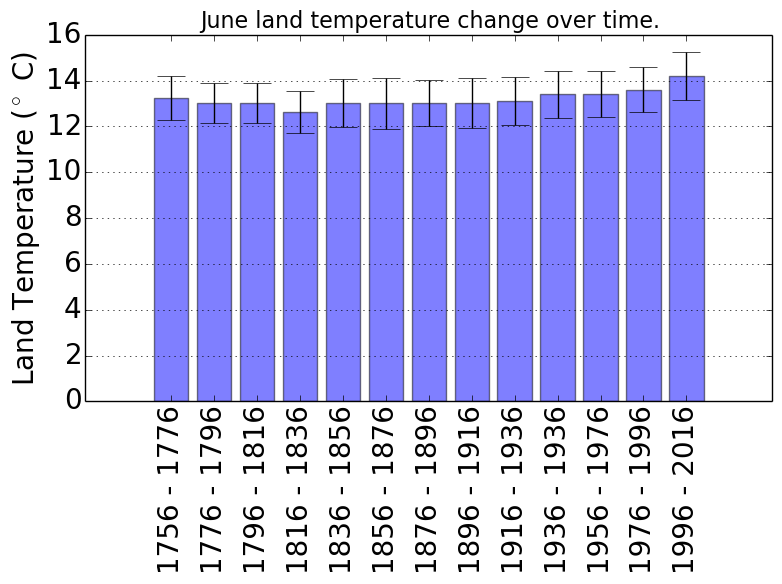 June land temperature change over time.
Land Temperature (° C)
16
14
12
10
8
6
4
2
0
1756 - 1776
1776 - 1796
1796 - 1816
1816 - 1836
1836 - 1856
1856 - 1876
1876 - 1896
1896 - 1916
1916 - 1936
1936 - 1936
1956 - 1976
1976 - 1996
1996 - 2016